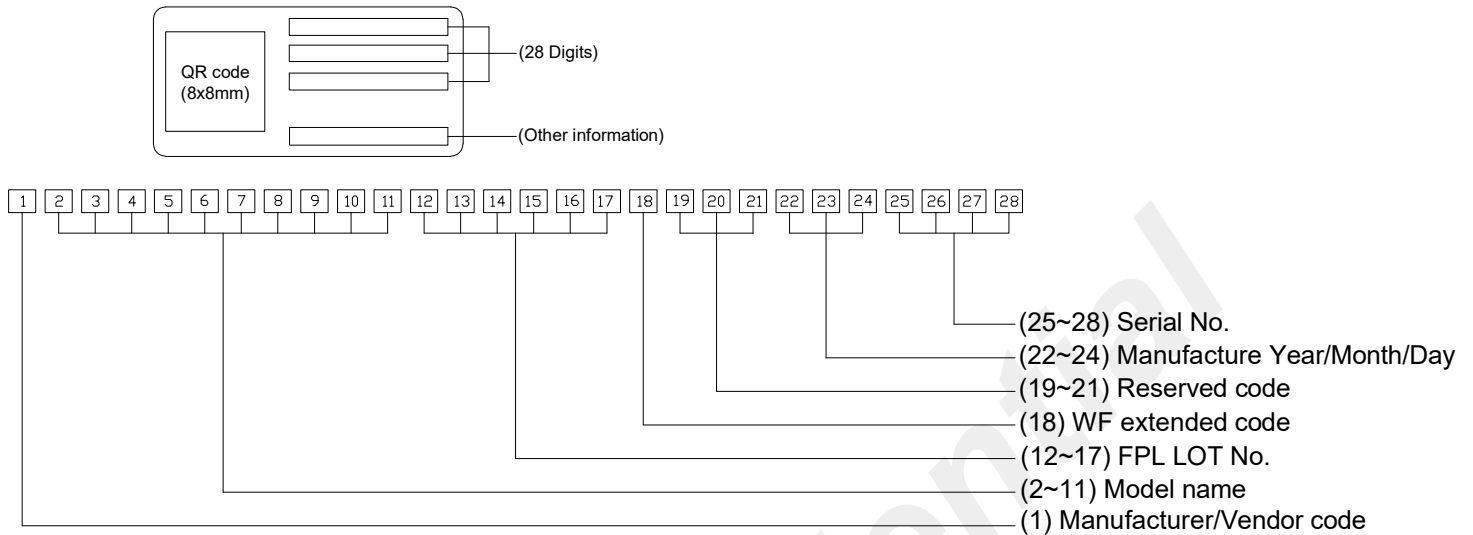 QR code
(8x8mm)
(28 Digits)
(Other information)
1 2 3 4 5 6 7 8 9 10 11 12 13 14 15 16 17 18 19 20 21 22 23 24 25 26 27 28
(25~28) Serial No.
(22~24) Manufacture Year/Month/Day
(19~21) Reserved code
(18) WF extended code
(12~17) FPL LOT No.
(2~11) Model name
(1) Manufacturer/Vendor code